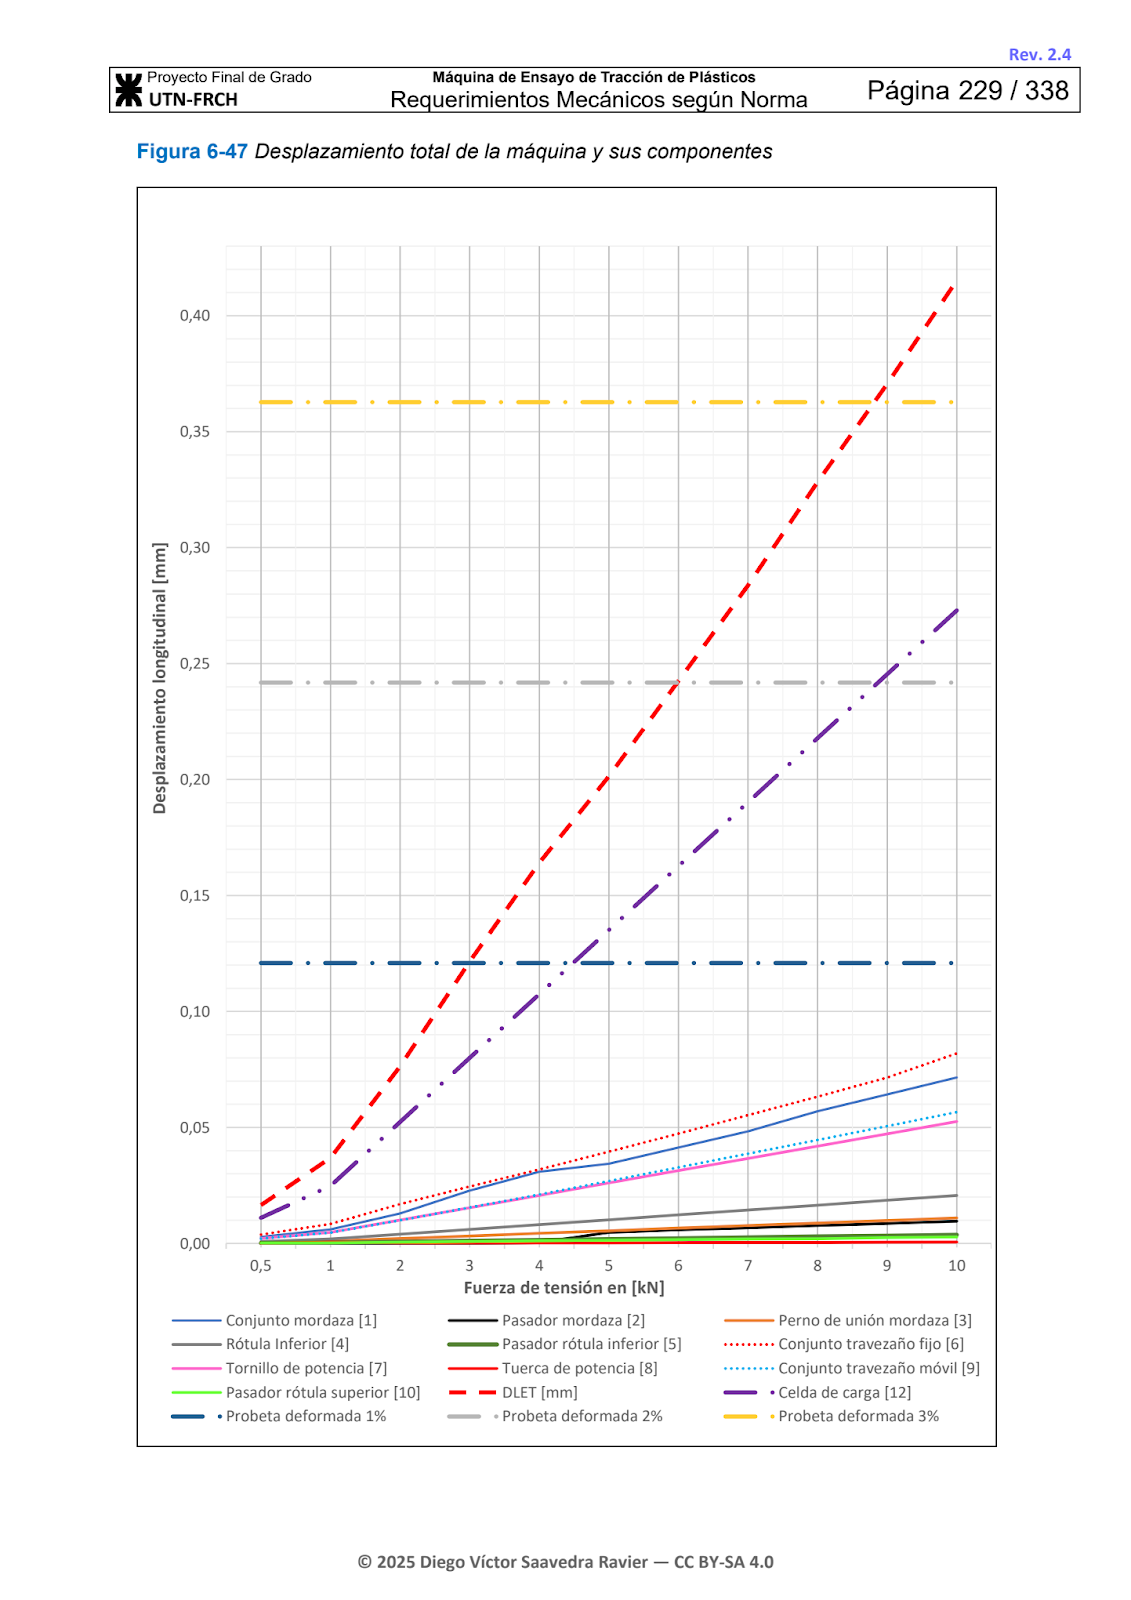 Rev. 2.4
Proyecto Final de Grado
UTN-FRCH
Máquina de Ensayo de Tracción de Plásticos
Requerimientos Mecánicos según Norma
Página 229 / 338
Figura 6-47 Desplazamiento total de la máquina y sus componentes
0,40
0,35
0,30
0,25
0,20
0,15
0,10
0,05
0,00
Desplazamiento longitudinal [mm]
0,5 1 2 3 4 5 6 7 8 9 10
Fuerza de tensión en [kN]
Conjunto mordaza [1] Pasador mordaza [2] Perno de unión mordaza [3]
Rótula Inferior [4] Pasador rótula inferior [5] Conjunto travezaño fijo [6]
Tornillo de potencia [7] Tuerca de potencia [8] Conjunto travezaño móvil [9]
Pasador rótula superior [10] DLET [mm] Celda de carga [12]
Probeta deformada 1% Probeta deformada 2% Probeta deformada 3%
© 2025 Diego Víctor Saavedra Ravier — CC BY-SA 4.0